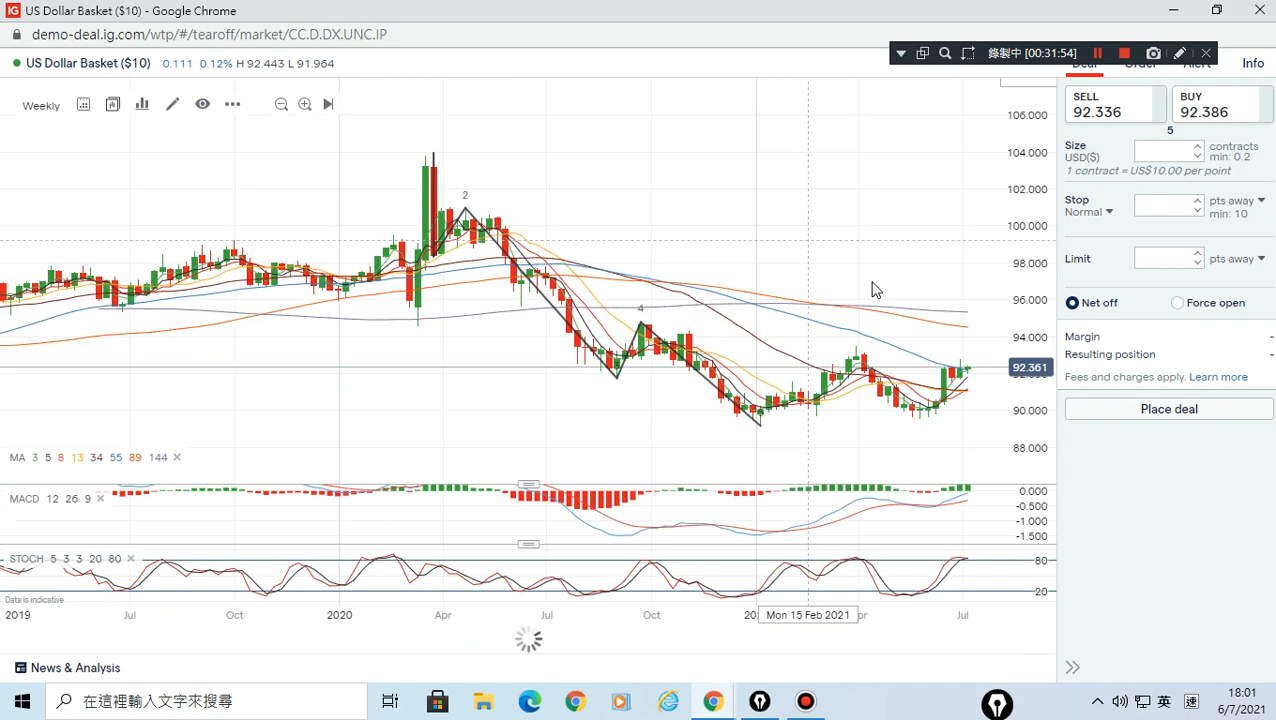 IG US Dollar Basket ($10) - Google Chrome
demo-deal.ig.com/wtp/#/tearoff/market/CC.D.DX.UNC.IP
錄製中 [00:31:54]
US Dollar Basket ($10) 0.111 0.12% H 92.443 L 91.964
Deal Info
Weekly
SELL
92.336
BUY
92.386
5
Size
USD($)
contracts
min: 0.2
1 contract = US$10.00 per point
Stop
Normal
pts away
min: 10
Limit
pts away
Net off
Force open
Margin -
Resulting position -
Fees and charges apply. Learn more
Place deal
106.000
104.000
102.000
100.000
98.000
96.000
94.000
92.361
90.000
88.000
2
4
MA 3 5 8 13 34 55 89 144
MACD 12 26 9
0.000
-0.500
-1.000
-1.500
STOCH 5 3 3 20 80
80
20
Data is indicative
2019 Jul Oct 2020 Apr Jul Oct Mon 15 Feb 2021 Jul
News & Analysis
在這裡輸入文字來搜尋
英
18:01
6/7/2021